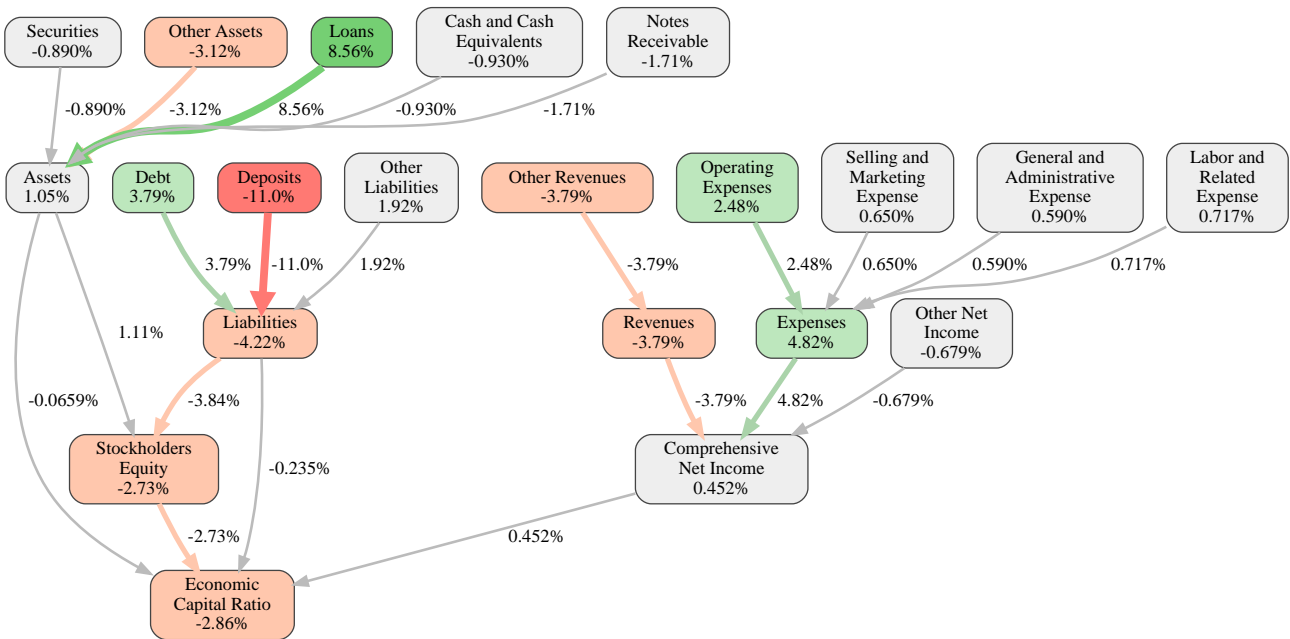 Securities
-0.890%
Other Assets
-3.12%
Loans
8.56%
Cash and Cash
Equivalents
-0.930%
Notes
Receivable
-1.71%
-0.890%
-3.12%
8.56%
-0.930%
-1.71%
Assets
1.05%
Debt
3.79%
Deposits
-11.0%
Other
Liabilities
1.92%
Other Revenues
-3.79%
Operating
Expenses
2.48%
Selling and
Marketing
Expense
0.650%
General and
Administrative
Expense
0.590%
Labor and
Related
Expense
0.717%
3.79%
-11.0%
1.92%
-3.79%
2.48%
0.650%
0.590%
0.717%
Liabilities
-4.22%
Revenues
-3.79%
Expenses
4.82%
Other Net
Income
-0.679%
1.11%
-0.0659%
-3.84%
-3.79%
4.82%
-0.679%
Stockholders
Equity
-2.73%
-0.235%
Comprehensive
Net Income
0.452%
-2.73%
0.452%
Economic
Capital Ratio
-2.86%